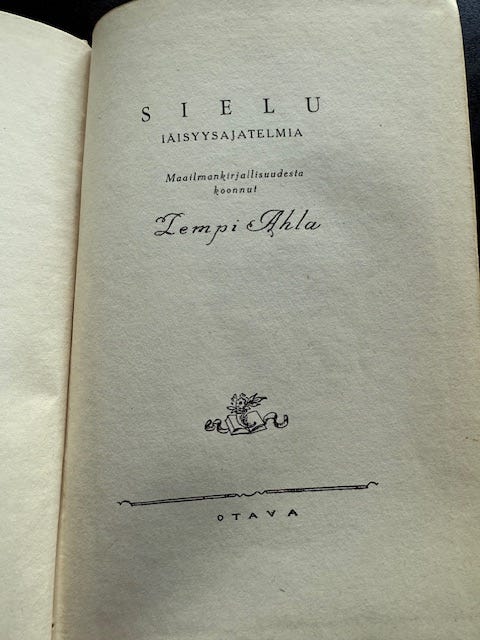 SIELU
IÄISYYSAJATELMIA
Maailmankirjallisuudesta
koonnut
Tempi Ahla
OTAVA